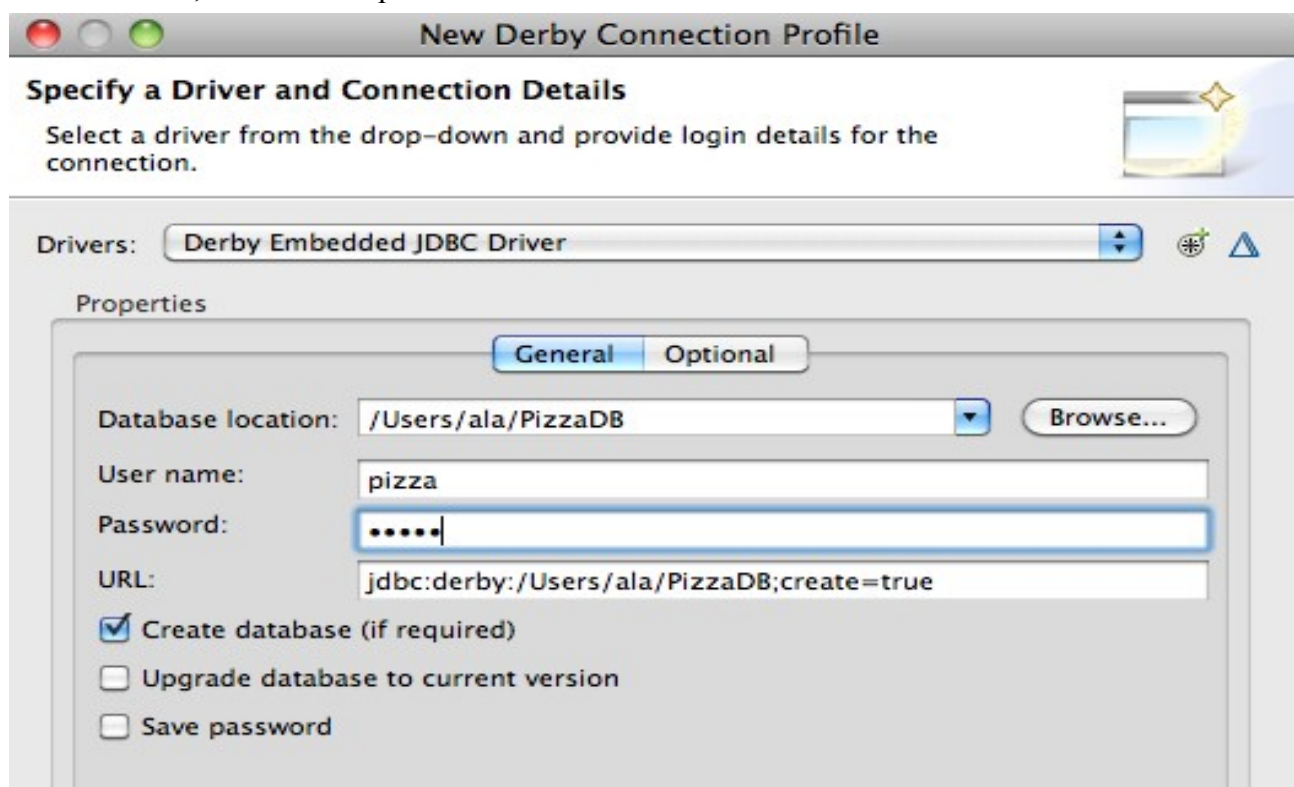 New Derby Connection Profile
Specify a Driver and Connection Details
Select a driver from the drop-down and provide login details for the
connection.
Drivers: Derby Embedded JDBC Driver
Properties
General Optional
Database location: /Users/ala/PizzaDB Browse...
User name: pizza
Password: •••••
URL: jdbc:derby:/Users/ala/PizzaDB;create=true
Create database (if required)
Upgrade database to current version
Save password